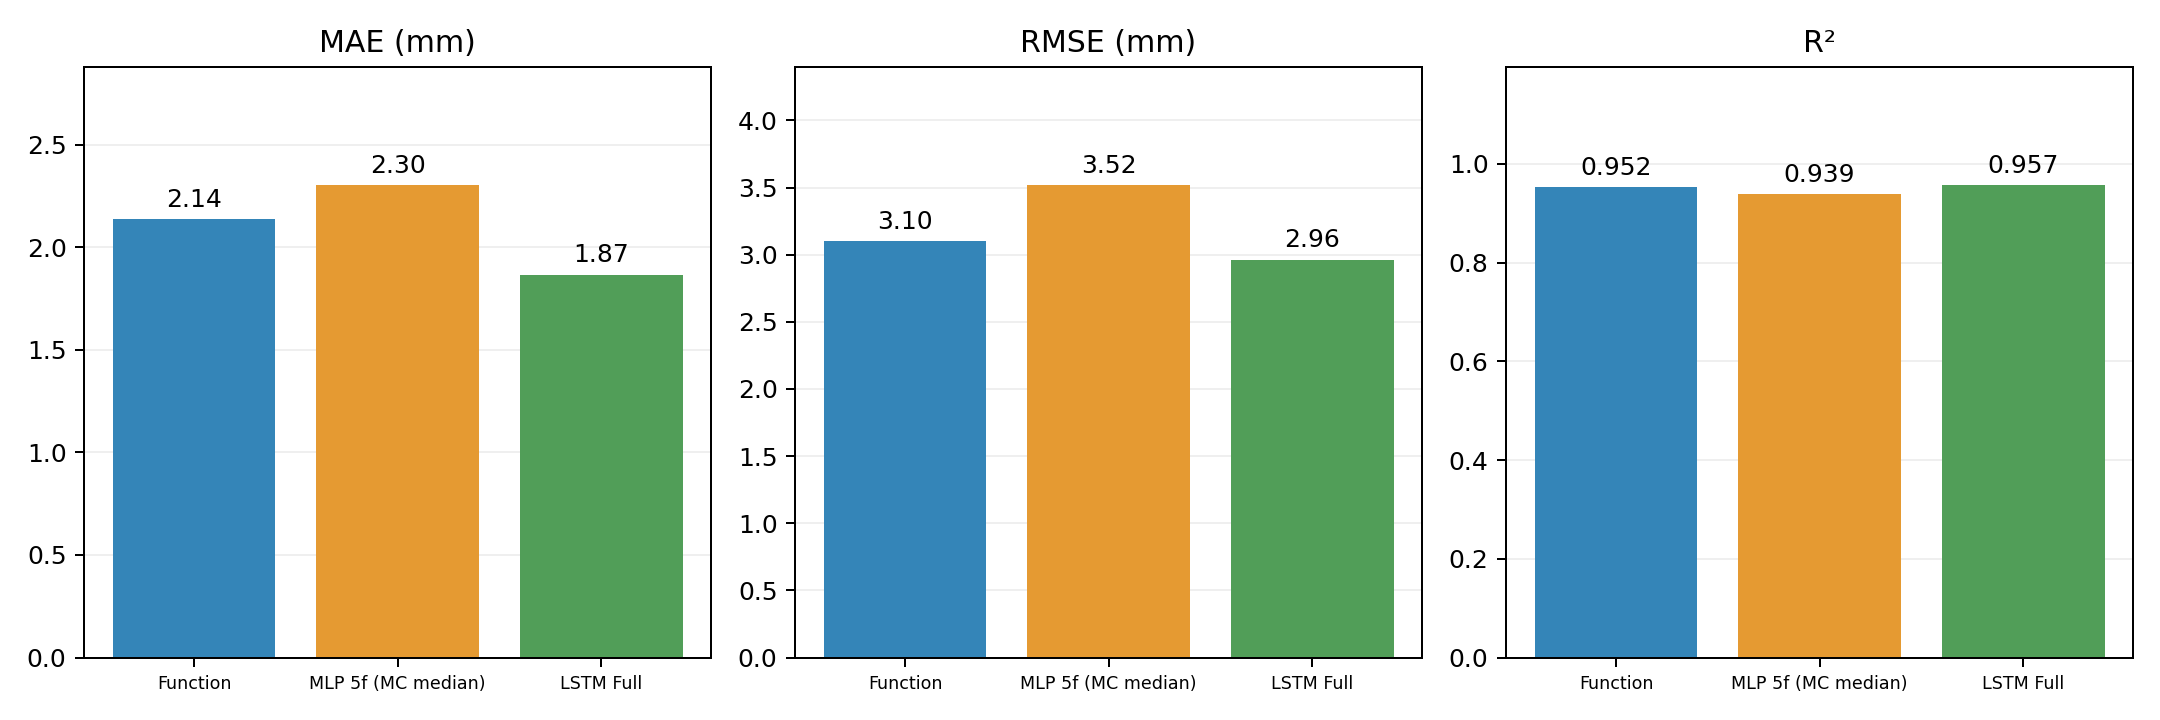 MAE (mm)
2.5
2.0
1.5
1.0
0.5
0.0
2.14
2.30
1.87
Function
MLP 5f (MC median)
LSTM Full
RMSE (mm)
4.0
3.5
3.0
2.5
2.0
1.5
1.0
0.5
0.0
3.10
3.52
2.96
Function
MLP 5f (MC median)
LSTM Full
R²
1.0
0.8
0.6
0.4
0.2
0.0
0.952
0.939
0.957
Function
MLP 5f (MC median)
LSTM Full